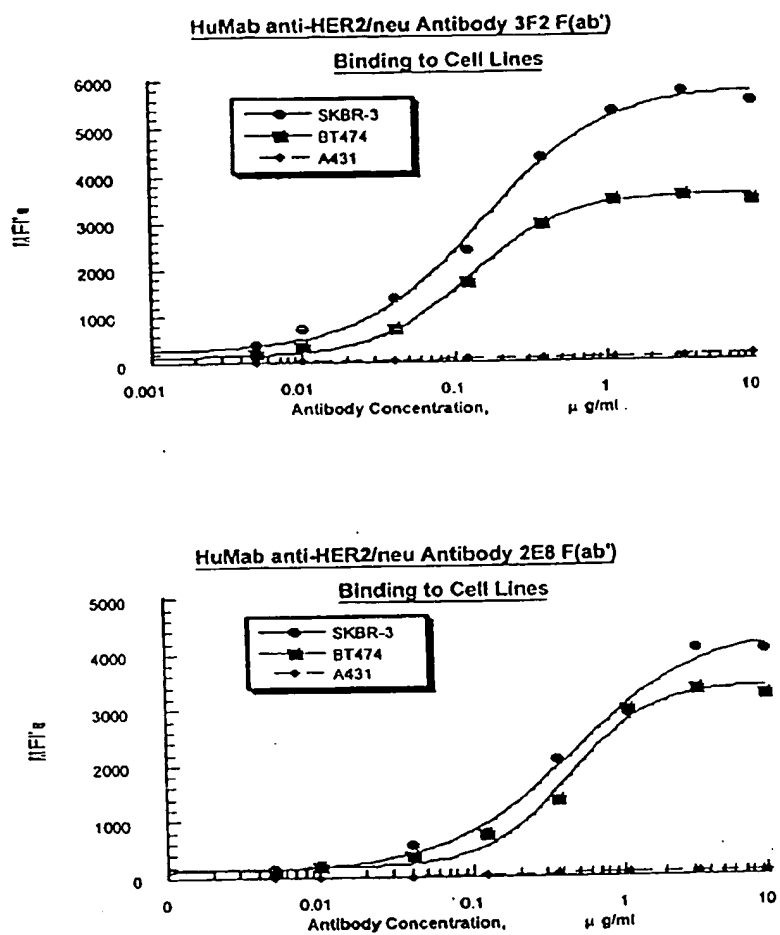 HuMab anti-HER2/neu Antibody 3F2 F(ab')
Binding to Cell Lines
6000
5000
4000
3000
2000
1000
0
MFI's
SKBR-3
BT474
A431
0.001
0.01
0.1
1
10
Antibody Concentration, μ g/ml
HuMab anti-HER2/neu Antibody 2E8 F(ab')
Binding to Cell Lines
5000
4000
3000
2000
1000
0
MFI's
SKBR-3
BT474
A431
0
0.01
0.1
1
10
Antibody Concentration, μ g/ml